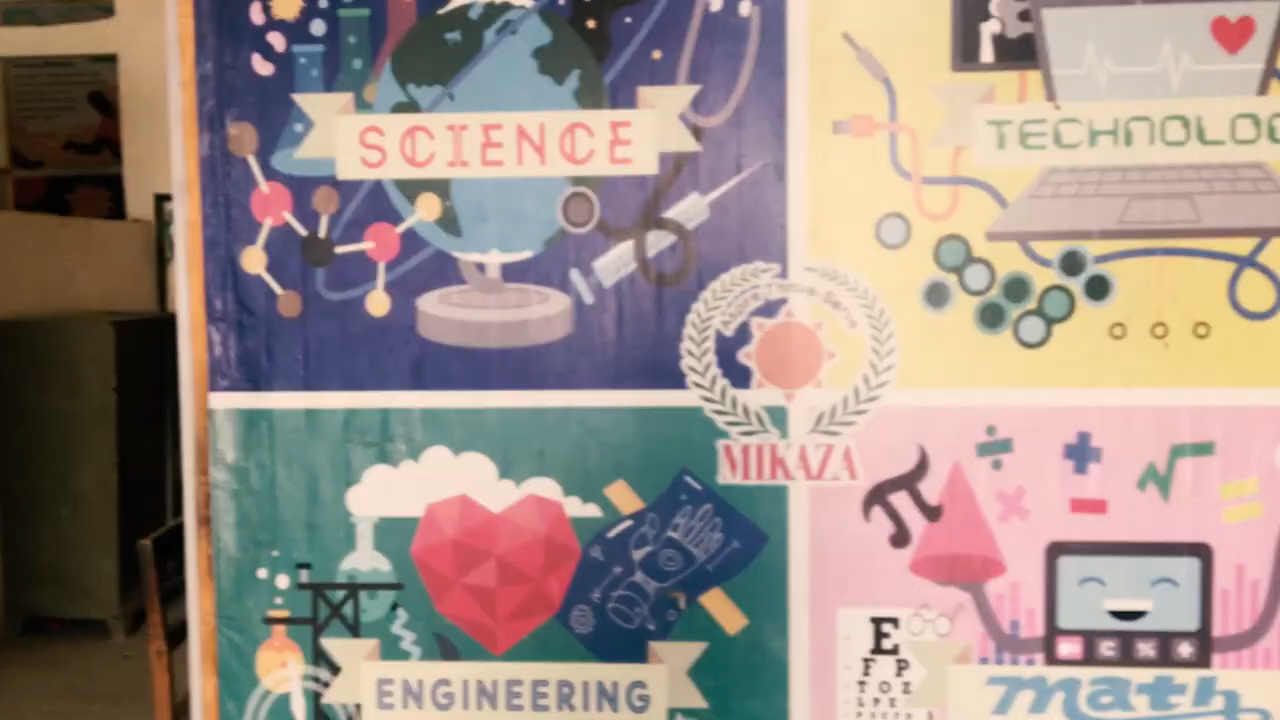 SCIENCE
TECHNOLOG
MIKAZA
ENGINEERING
math
π
E
F P
T O Z
L P E